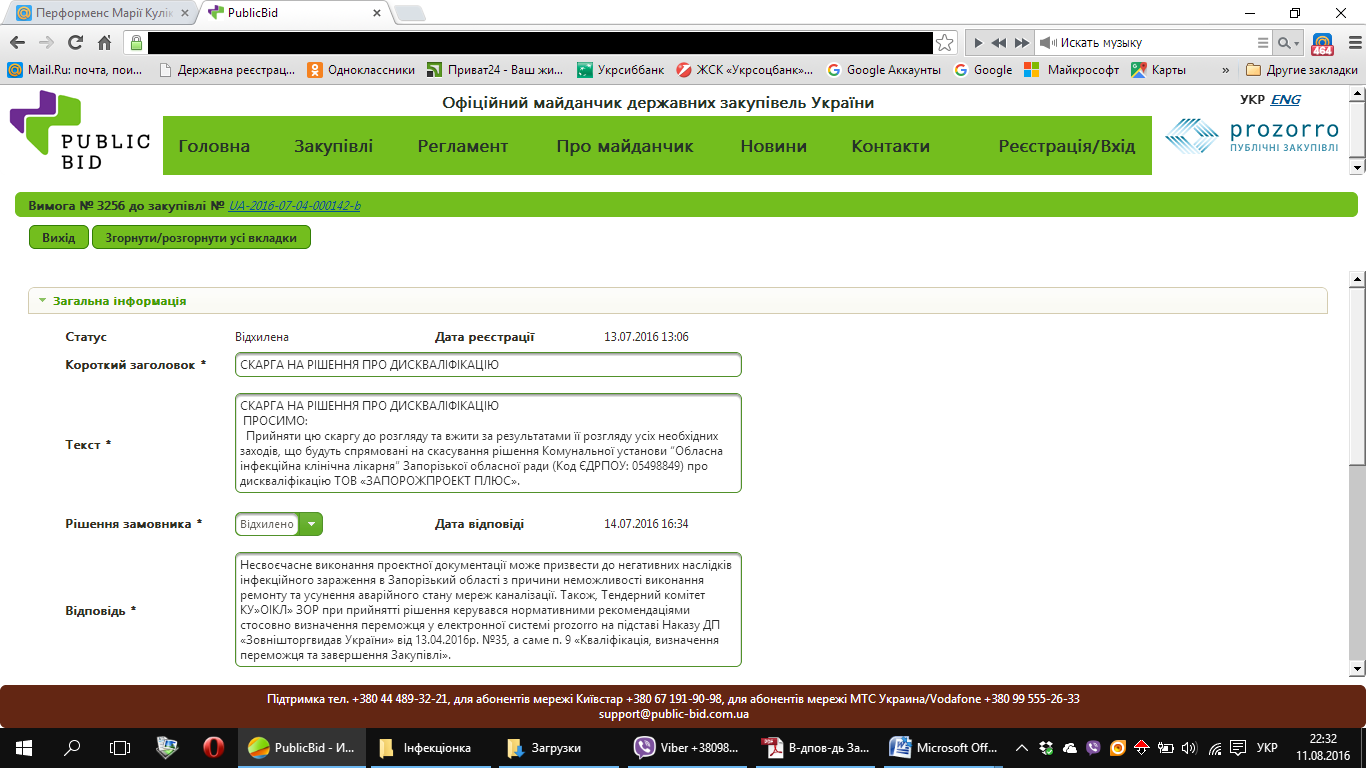 Перформенс Марії Кулік
PublicBid
Искать музыку
464
Mail.Ru: почта, пои...
Державна реєстрац...
Одноклассники
Приват24 - Ваш жи...
Укрсиббанк
ЖСК «Укрсоцбанк»...
Google Аккаунты
Google
Майкрософт
Карты
»
Другие закладки
PUBLIC
BID
Офіційний майданчик державних закупівель України
УКР ENG
Головна Закупівлі Регламент Про майданчик Новини Контакти Реєстрація/Вхід
prozorro
ПУБЛІЧНІ ЗАКУПІВЛІ
Вимога № 3256 до закупівлі № UA-2016-07-04-000142-b
Вихід
Згорнути/розгорнути усі вкладки
Загальна інформація
Статус Відхилена Дата реєстрації 13.07.2016 13:06
Короткий заголовок * СКАРГА НА РІШЕННЯ ПРО ДИСКВАЛІФІКАЦІЮ
Текст *
СКАРГА НА РІШЕННЯ ПРО ДИСКВАЛІФІКАЦІЮ
ПРОСИМО:
Прийняти цю скаргу до розгляду та вжити за результатами її розгляду усіх необхідних
заходів, що будуть спрямовані на скасування рішення Комунальної установи "Обласна
інфекційна клінічна лікарня" Запорізької обласної ради (Код ЄДРПОУ: 05498849) про
дискваліфікацію ТОВ «ЗАПОРОЖПРОЕКТ ПЛЮС».
Рішення замовника * Відхилено Дата відповіді 14.07.2016 16:34
Відповідь *
Несвоєчасне виконання проектної документації може призвести до негативних наслідків
інфекційного зараження в Запорізький області з причини неможливості виконання
ремонту та усунення аварійного стану мереж каналізації. Також, Тендерний комітет
КУ»ОІКЛ» ЗОР при прийнятті рішення керувався нормативними рекомендаціями
стосовно визначення переможця у електронної системі prozorro на підставі Наказу ДП
«Зовнішторгвидав України» від 13.04.2016р. №35, а саме п. 9 «Кваліфікація, визначення
переможця та завершення Закупівлі».
Підтримка тел. +380 44 489-32-21, для абонентів мережі Київстар +380 67 191-90-98, для абонентів мережі МТС Украина/Vodafone +380 99 555-26-33
support@public-bid.com.ua
PublicBid - И...
Інфекціонка
Загрузки
Viber +38098...
В-дпов-дь За...
Microsoft Off...
УКР
22:32
11.08.2016